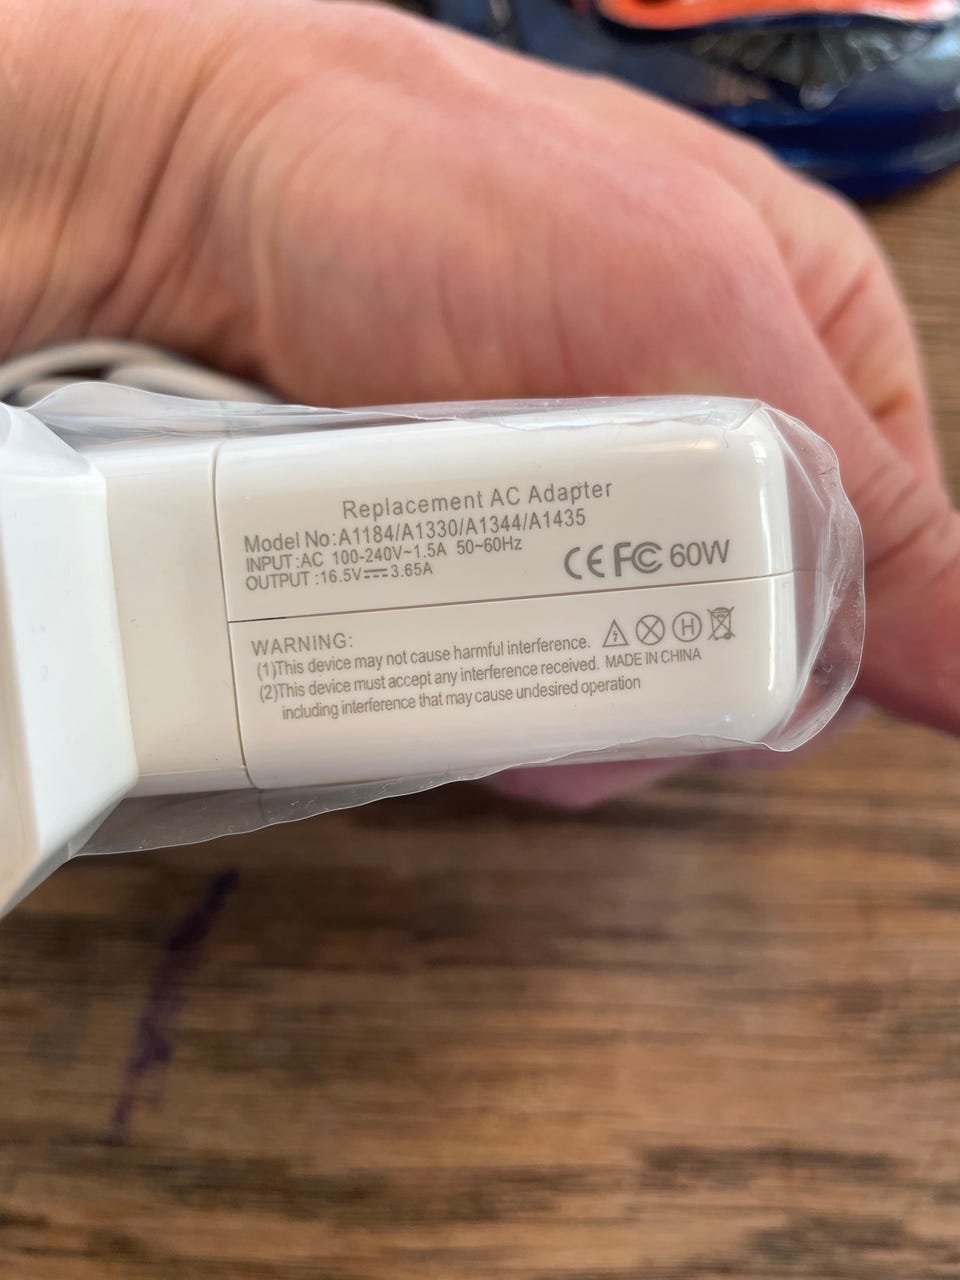 Replacement AC Adapter
Model No:A1184/A1330/A1344/A1435
INPUT:AC 100-240V~1.5A 50~60Hz
OUTPUT:16.5V⎓3.65A
CE FC 60W
WARNING:
(1)This device may not cause harmful interference.
(2)This device must accept any interference received. MADE IN CHINA
including interference that may cause undesired operation
H